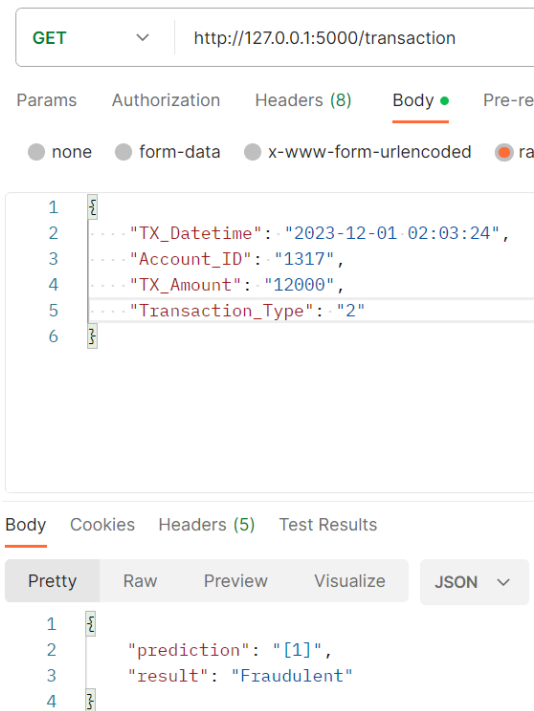 GET http://127.0.0.1:5000/transaction
Params Authorization Headers (8) Body Pre-re
none form-data x-www-form-urlencoded ra
1 {
2 "TX_Datetime": "2023-12-01 02:03:24",
3 "Account_ID": "1317",
4 "TX_Amount": "12000",
5 "Transaction_Type": "2"
6 }
Body Cookies Headers (5) Test Results
Pretty Raw Preview Visualize JSON
1 {
2 "prediction": "[1]",
3 "result": "Fraudulent"
4 }